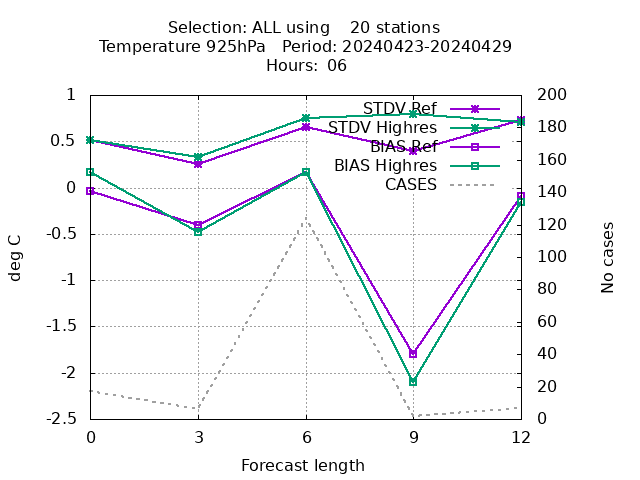 Selection: ALL using    20 stations
Temperature 925hPa   Period: 20240423-20240429
Hours:  06
STDV Ref
STDV Highres
BIAS Ref
BIAS Highres
CASES
1
0.5
0
-0.5
-1
-1.5
-2
-2.5
deg C
200
180
160
140
120
100
80
60
40
20
0
No cases
0 3 6 9 12
Forecast length